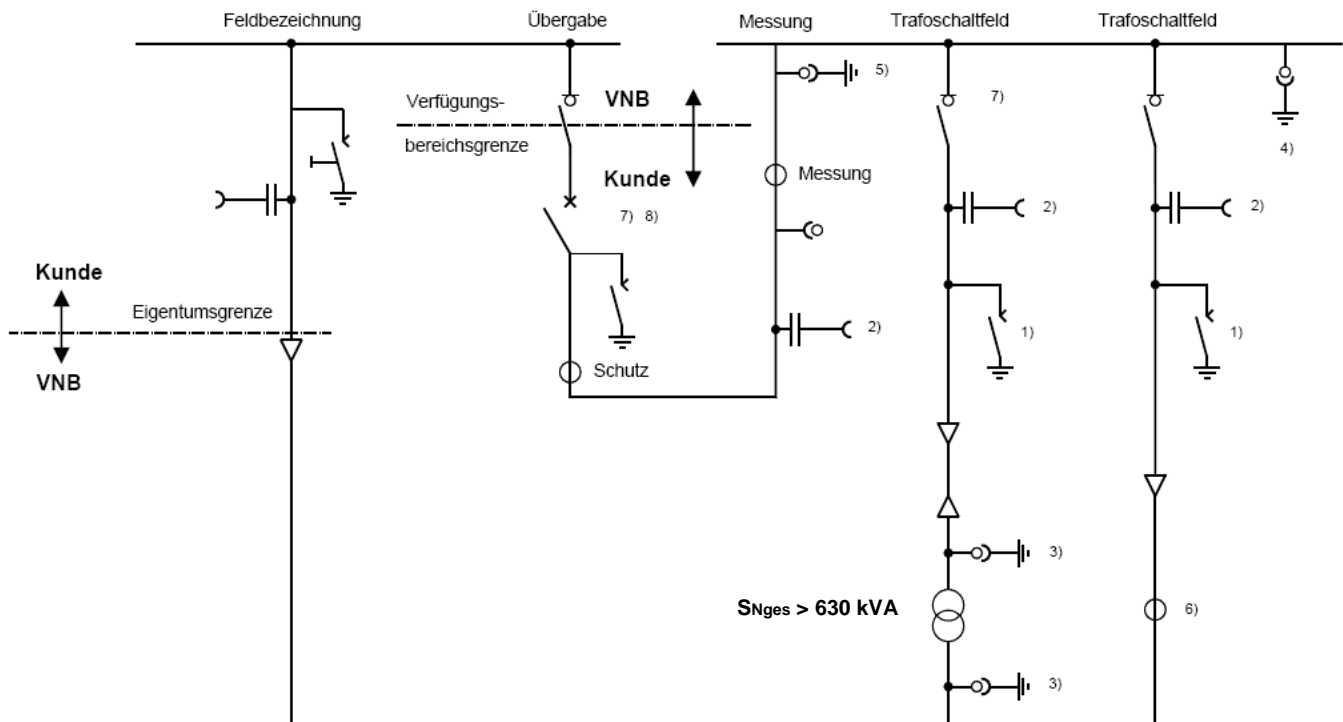 Feldbezeichnung
Übergabe
Messung
Trafoschaltfeld
Trafoschaltfeld
5)
Verfügungs-
VNB
7)
bereichsgrenze
4)
Kunde
Messung
7) 8)
2)
2)
Kunde
Eigentumsgrenze
2)
1)
1)
VNB
Schutz
3)
SNges > 630 kVA
6)
3)